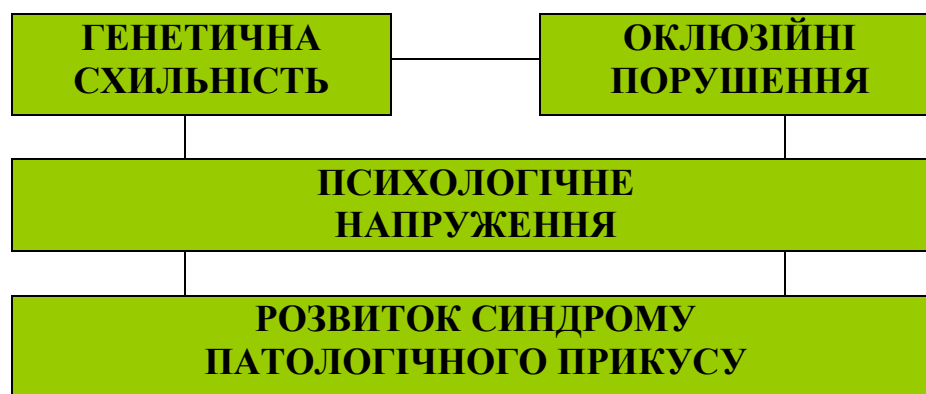 ГЕНЕТИЧНА
СХИЛЬНІСТЬ
ОКЛЮЗІЙНІ
ПОРУШЕННЯ
ПСИХОЛОГІЧНЕ
НАПРУЖЕННЯ
РОЗВИТОК СИНДРОМУ
ПАТОЛОГІЧНОГО ПРИКУСУ